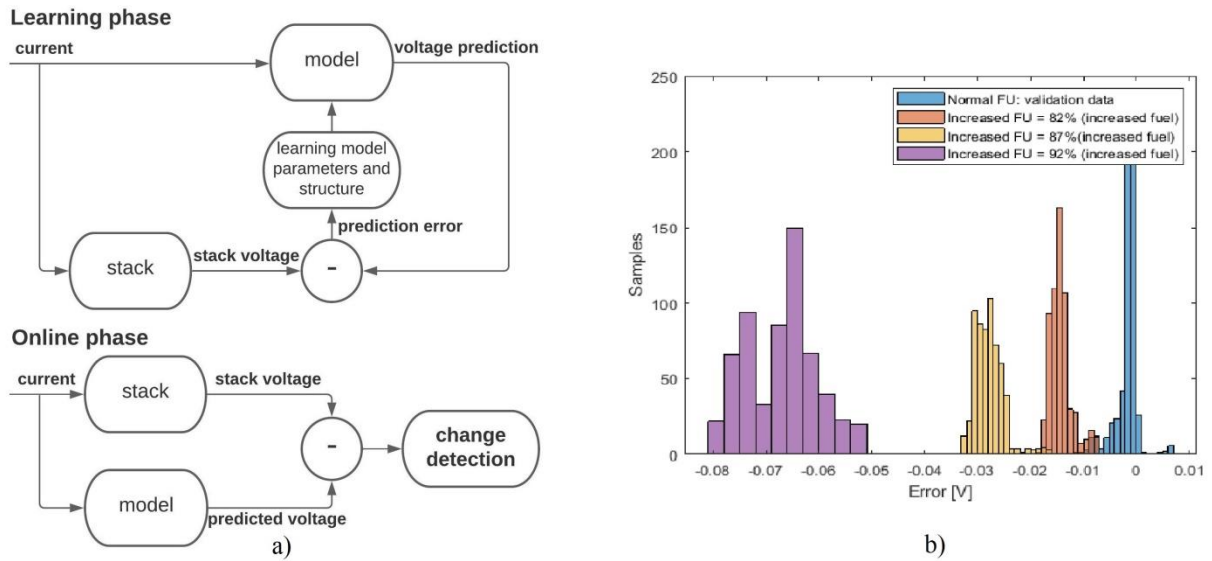 Learning phase
current
model
voltage prediction
learning model
parameters and
structure
prediction error
stack
stack voltage
-
Online phase
current
stack
stack voltage
-
change
detection
model
predicted voltage
a)
250
200
150
100
50
0
Samples
Normal FU: validation data
Increased FU = 82% (increased fuel)
Increased FU = 87%(increased fuel)
Increased FU = 92% (increased fuel)
-0.08 -0.07 -0.06 -0.05 -0.04 -0.03 -0.02 -0.01 0 0.01
Error [V]
b)